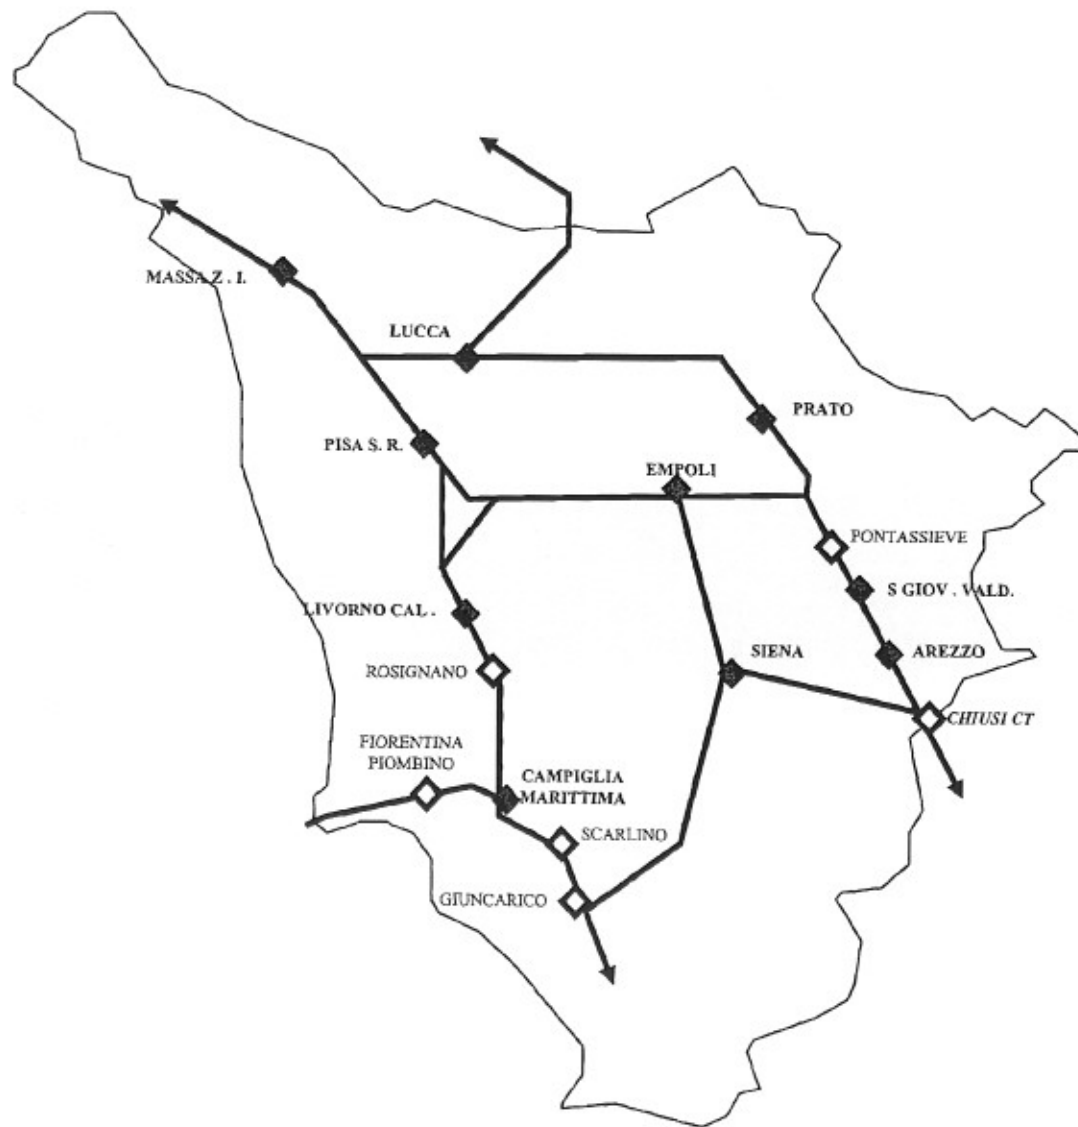 MASSA Z . I.
LUCCA
PRATO
PISA S. R.
EMPOLI
PONTASSIEVE
S GIOV . VALD.
LIVORNO CAL .
AREZZO
SIENA
ROSIGNANO
CHIUSI CT
FIORENTINA
PIOMBINO
CAMPIGLIA
MARITTIMA
SCARLINO
GIUNCARICO